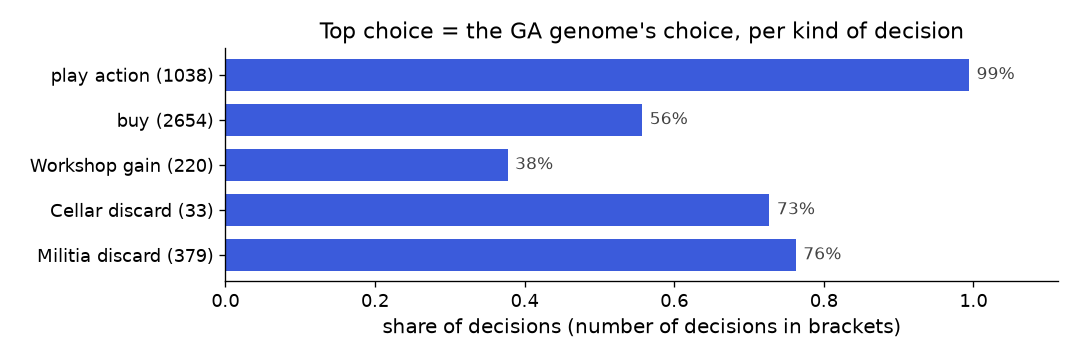 Top choice = the GA genome's choice, per kind of decision
play action (1038) 99%
buy (2654) 56%
Workshop gain (220) 38%
Cellar discard (33) 73%
Militia discard (379) 76%
0.0 0.2 0.4 0.6 0.8 1.0
share of decisions (number of decisions in brackets)